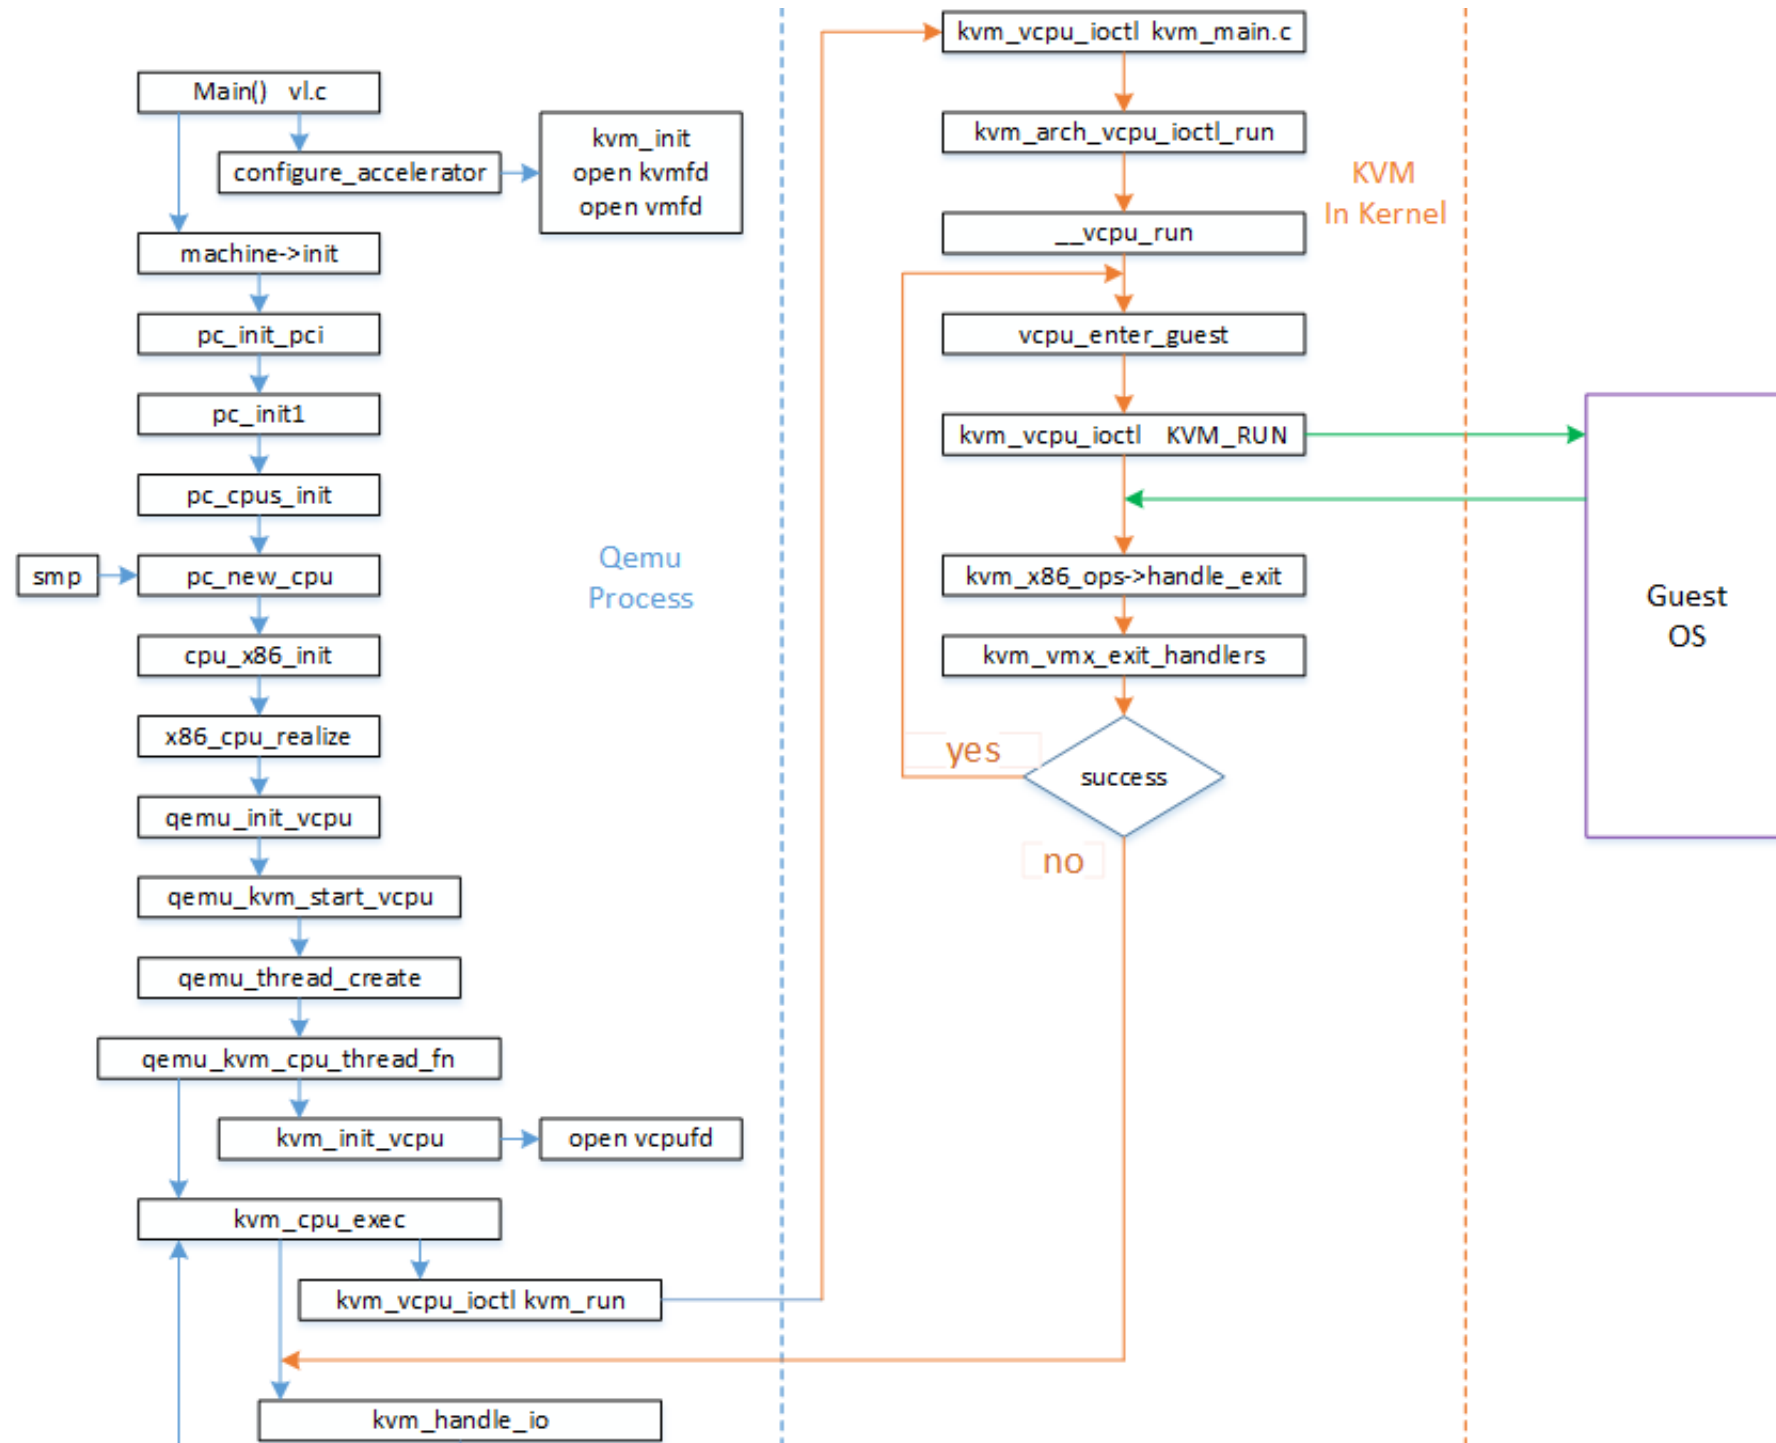 Main() vl.c
configure_accelerator
kvm_init
open kvmfd
open vmfd
machine->init
pc_init_pci
pc_init1
pc_cpus_init
smp
pc_new_cpu
cpu_x86_init
x86_cpu_realize
qemu_init_vcpu
qemu_kvm_start_vcpu
qemu_thread_create
qemu_kvm_cpu_thread_fn
kvm_init_vcpu
open vcpufd
kvm_cpu_exec
kvm_vcpu_ioctl kvm_run
kvm_handle_io
Qemu
Process
kvm_vcpu_ioctl kvm_main.c
kvm_arch_vcpu_ioctl_run
__vcpu_run
vcpu_enter_guest
kvm_vcpu_ioctl KVM_RUN
kvm_x86_ops->handle_exit
kvm_vmx_exit_handlers
yes
success
no
KVM
In Kernel
Guest
OS